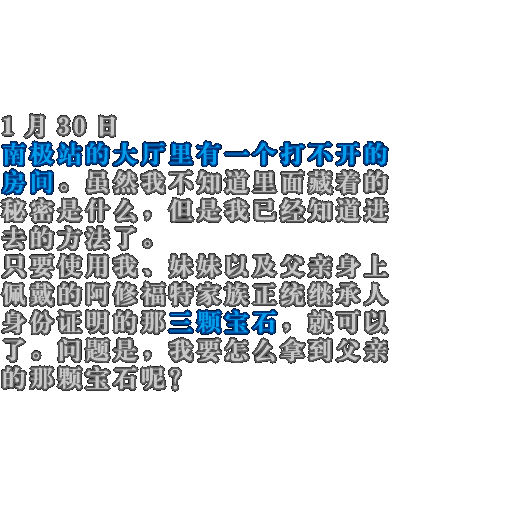 1 月 30 日
南极站的大厅里有一个打不开的
房间。虽然我不知道里面藏着的
秘密是什么，但是我已经知道进
去的方法了。
只要使用我、妹妹以及父亲身上
佩戴的阿修福特家族正统继承人
身份证明的那三颗宝石，就可以
了。问题是，我要怎么拿到父亲
的那颗宝石呢？